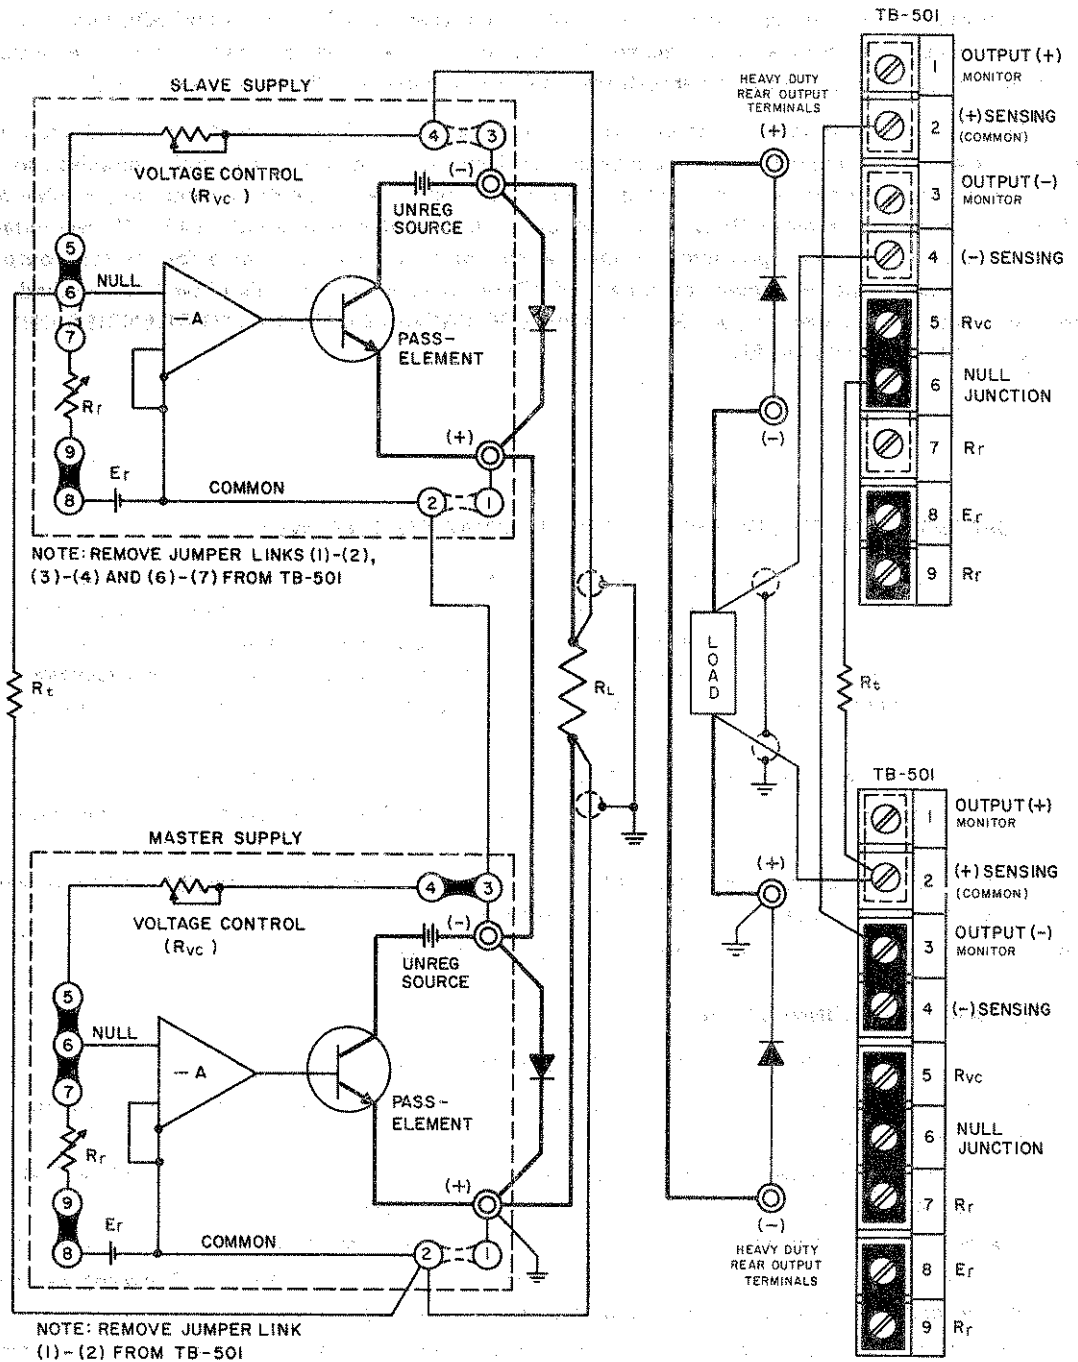 SLAVE SUPPLY
4
3
VOLTAGE CONTROL
(Rvc)
(-)
UNREG
SOURCE
5
6
NULL
7
-A
PASS-
ELEMENT
Rr
9
(+)
8
Er
COMMON
2
1
NOTE: REMOVE JUMPER LINKS (1)-(2),
(3)-(4) AND (6)-(7) FROM TB-501
Rt
RL
MASTER SUPPLY
4
3
VOLTAGE CONTROL
(Rvc)
(-)
UNREG
SOURCE
5
6
NULL
7
-A
PASS-
ELEMENT
Rr
9
(+)
8
Er
COMMON
2
1
NOTE: REMOVE JUMPER LINK
(1)-(2) FROM TB-501
HEAVY DUTY
REAR OUTPUT
TERMINALS
(+)
(-)
LOAD
(+)
(-)
HEAVY DUTY
REAR OUTPUT
TERMINALS
TB-501
1 OUTPUT (+)
MONITOR
2 (+) SENSING
(COMMON)
3 OUTPUT (-)
MONITOR
4 (-) SENSING
5 Rvc
6 NULL
JUNCTION
7 Rr
8 Er
9 Rr
Rt
TB-501
1 OUTPUT (+)
MONITOR
2 (+) SENSING
(COMMON)
3 OUTPUT (-)
MONITOR
4 (-) SENSING
5 Rvc
6 NULL
JUNCTION
7 Rr
8 Er
9 Rr